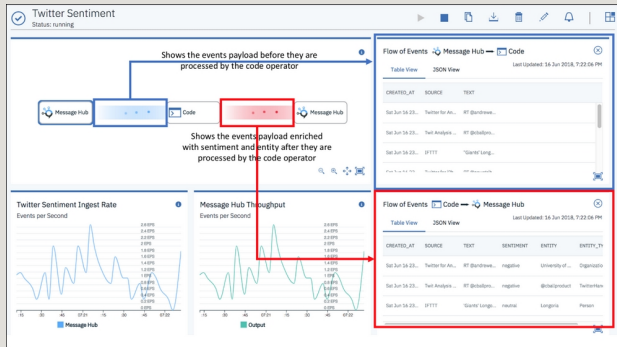 Twitter Sentiment
Status: running
Shows the events payload before they are
processed by the code operator
Message Hub
Code
Message Hub
Shows the events payload enriched
with sentiment and entity after they are
processed by the code operator
Flow of Events Message Hub — Code
Last Updated: 16 Jun 2018, 7:22:06 PM
Table View JSON View
CREATED_AT SOURCE TEXT
Sat Jun 16 23... Twitter for An... RT @andrewe...
Sat Jun 16 23... Twit Analysis ... RT @cballpro...
Sat Jun 16 23... IFTTT 'Giants' Long...
Twitter Sentiment Ingest Rate
Events per Second
Message Hub
Message Hub Throughput
Events per Second
Output
Flow of Events Code — Message Hub
Last Updated: 16 Jun 2018, 7:22:06 PM
Table View JSON View
CREATED_AT SOURCE TEXT SENTIMENT ENTITY ENTITY_TY
Sat Jun 16 23... Twitter for An... RT @andrewe... negative University of ... Organizatio
Sat Jun 16 23... Twit Analysis ... RT @cballpro... negative @cballproduct TwitterHan
Sat Jun 16 23... IFTTT 'Giants' Longo... neutral Longoria Person